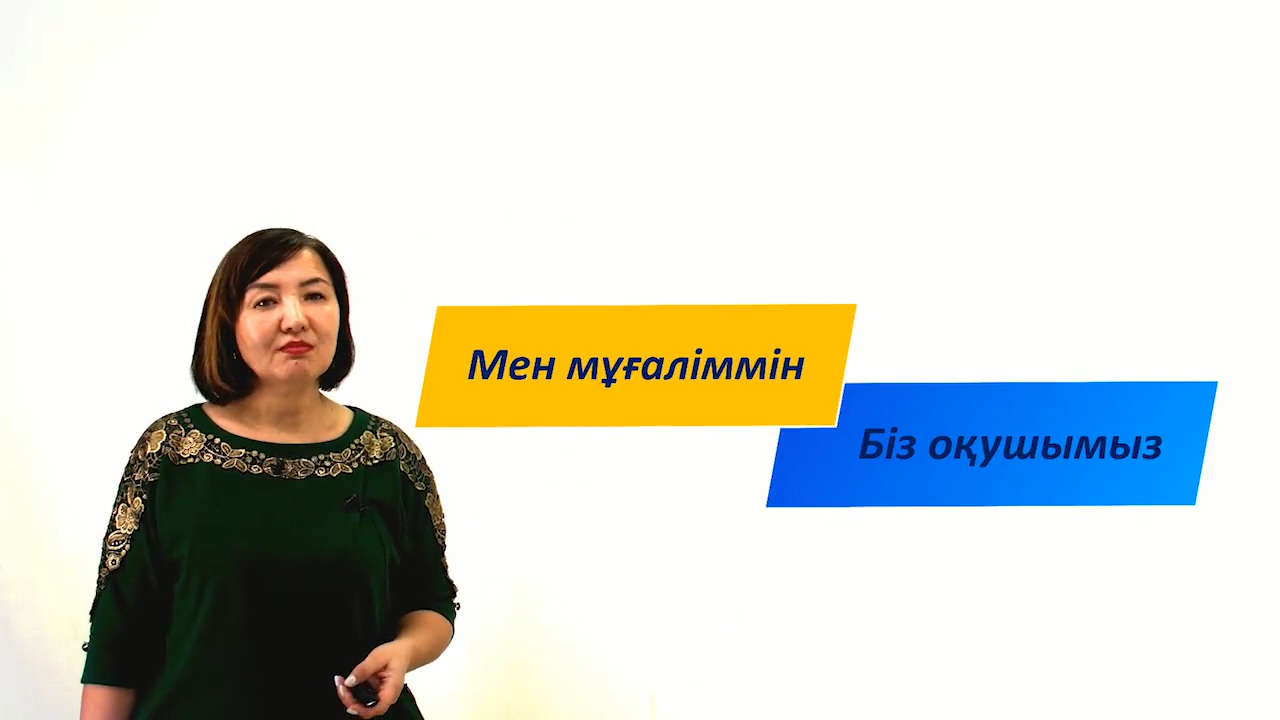 Мен мұғаліммін
Біз оқушымыз